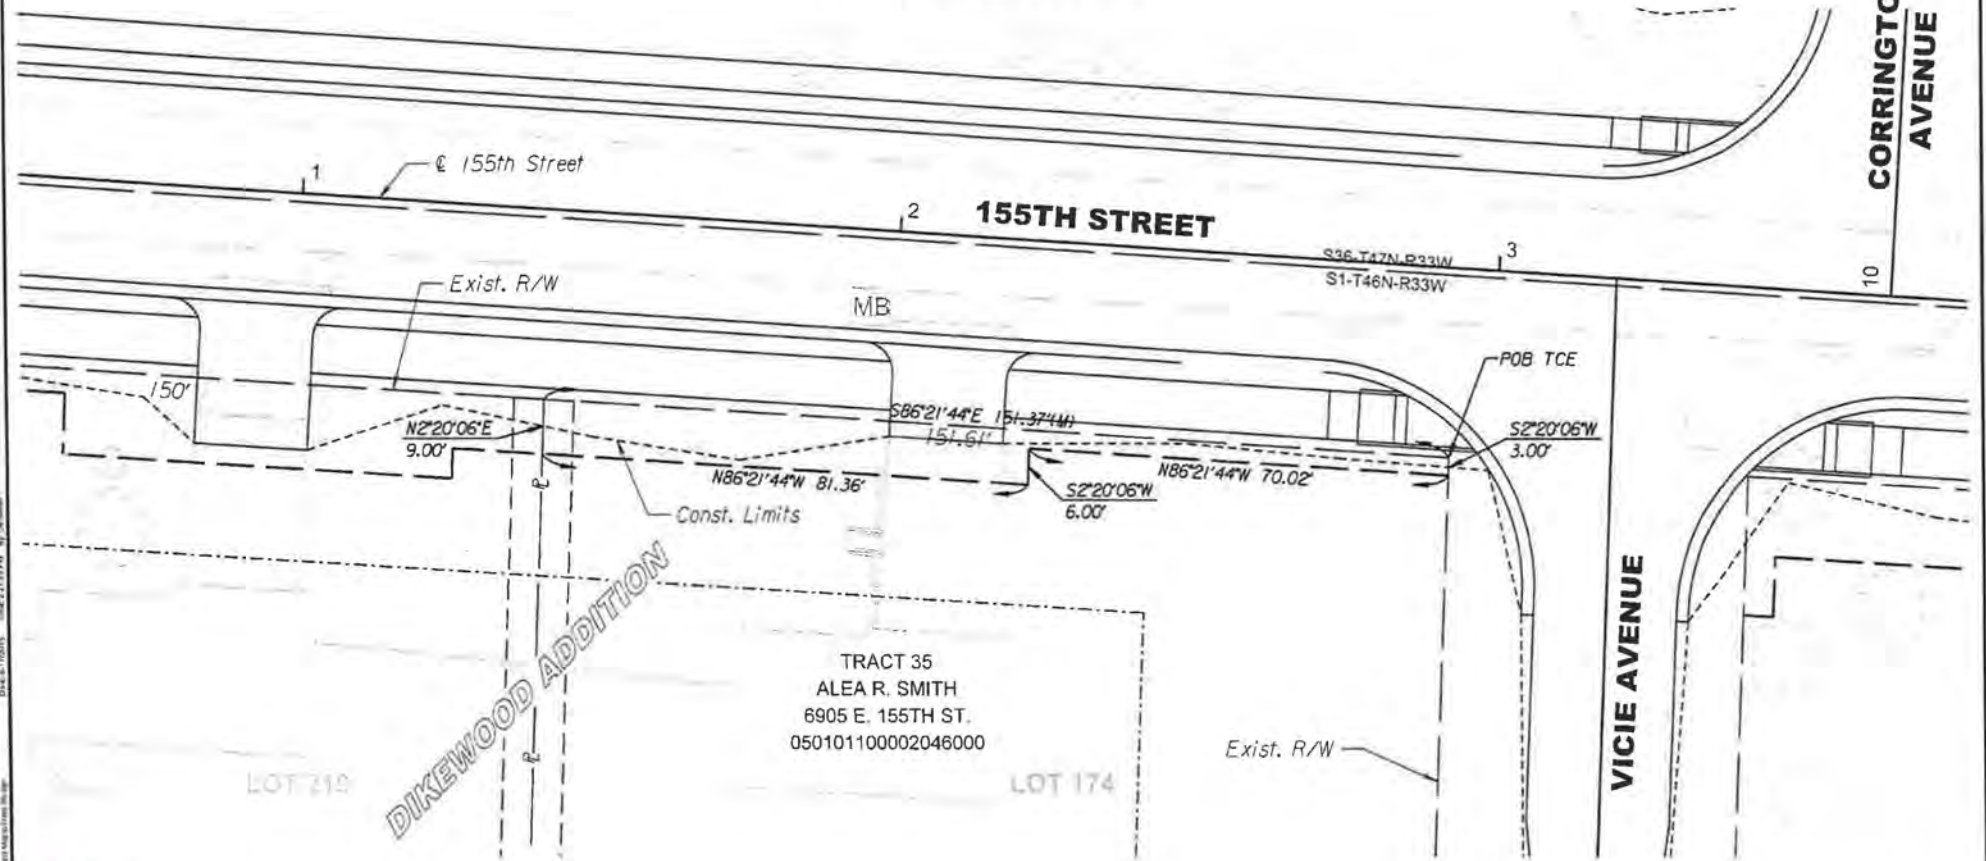 CORRINGTO
AVENUE
1
℄ 155th Street
2
155TH STREET
3
S36-T47N-R33W
S1-T46N-R33W
10
Exist. R/W
MB
POB TCE
150'
N2°20'06"E
9.00'
S86°21'44"E 151.37'(M)
151.61'
S2°20'06"W
3.00'
N86°21'44"W 81.36'
N86°21'44"W 70.02'
S2°20'06"W
6.00'
Const. Limits
DIKEWOOD ADDITION
TRACT 35
ALEA R. SMITH
6905 E. 155TH ST.
050101100002046000
Exist. R/W
VICIE AVENUE
LOT 219
LOT 174